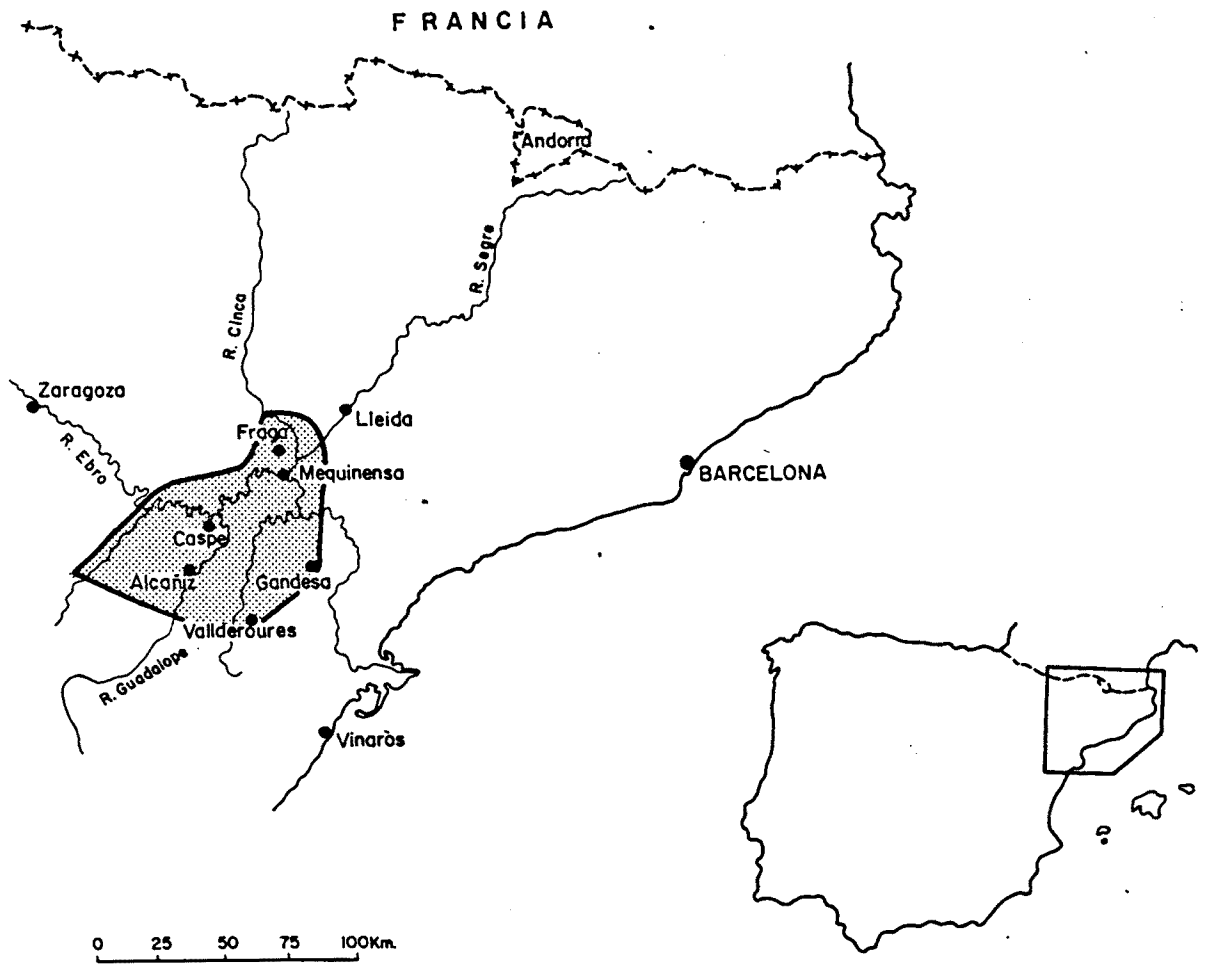 FRANCIA
Andorra
R. Segre
R. Cinca
Zaragoza
Lleida
R. Ebro
Fraga
Mequinensa
BARCELONA
Caspe
Alcañiz
Gandesa
Vallderoures
R. Guadalope
Vinaròs
0 25 50 75 100Km.